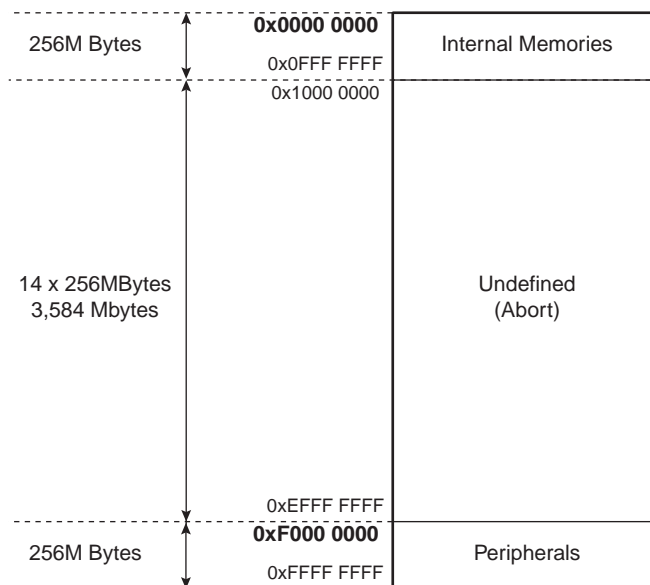 256M Bytes
0x0000 0000
0x0FFF FFFF
Internal Memories
0x1000 0000
14 x 256MBytes
3,584 Mbytes
Undefined
(Abort)
0xEFFF FFFF
256M Bytes
0xF000 0000
0xFFFF FFFF
Peripherals